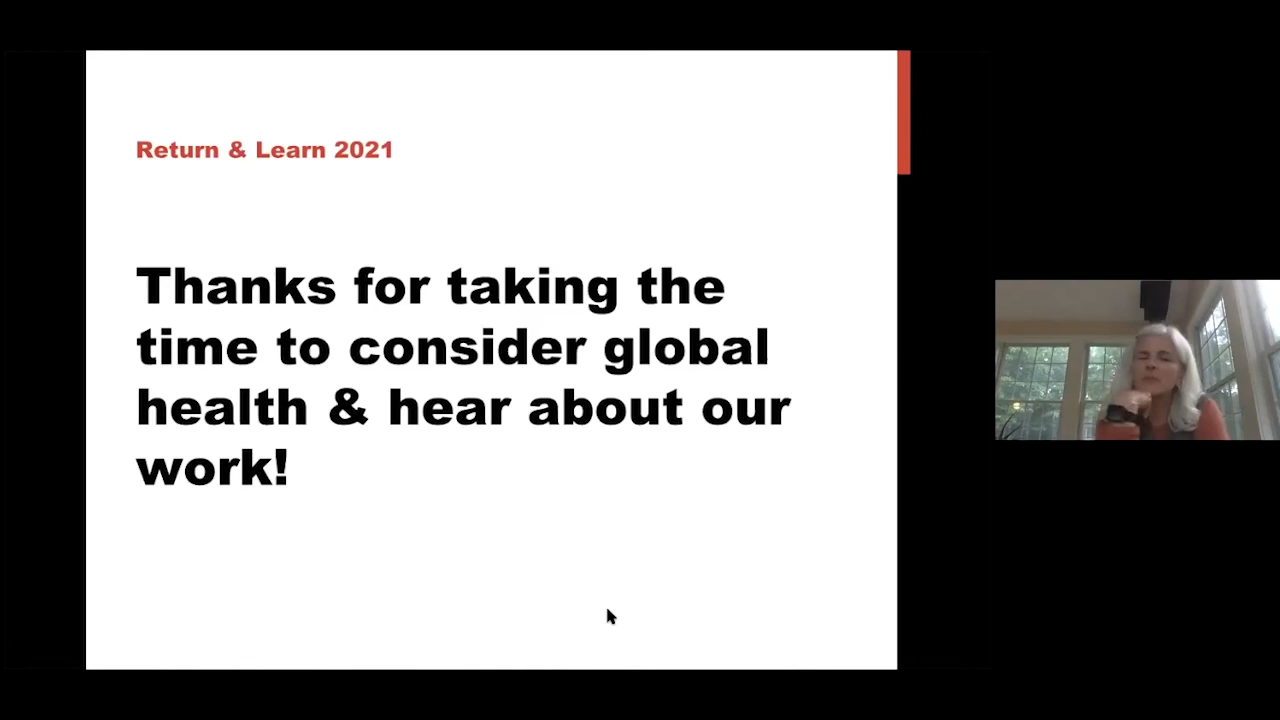 Return & Learn 2021
Thanks for taking the
time to consider global
health & hear about our
work!